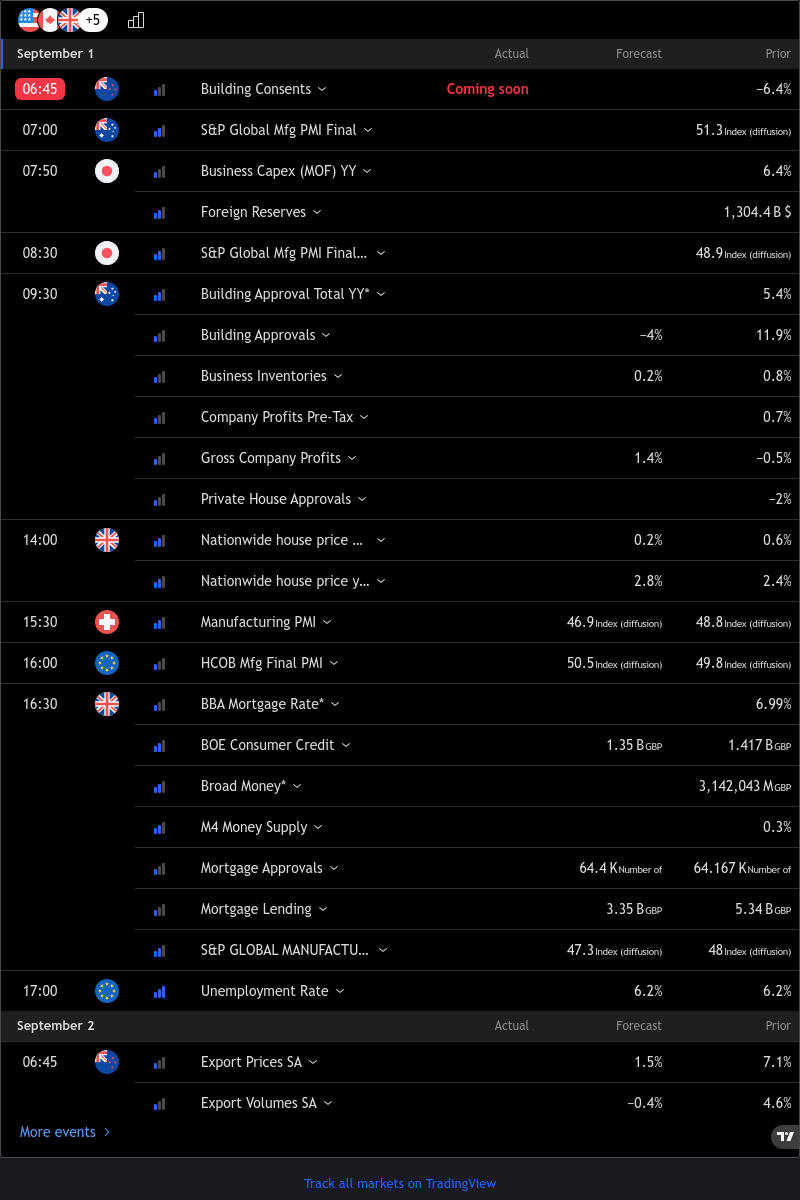 +5
September 1 Actual Forecast Prior
06:45 Building Consents Coming soon −6.4%
07:00 S&P Global Mfg PMI Final 51.3 Index (diffusion)
07:50 Business Capex (MOF) YY 6.4%
Foreign Reserves 1,304.4 B $
08:30 S&P Global Mfg PMI Final… 48.9 Index (diffusion)
09:30 Building Approval Total YY* 5.4%
Building Approvals −4% 11.9%
Business Inventories 0.2% 0.8%
Company Profits Pre-Tax 0.7%
Gross Company Profits 1.4% −0.5%
Private House Approvals −2%
14:00 Nationwide house price … 0.2% 0.6%
Nationwide house price y… 2.8% 2.4%
15:30 Manufacturing PMI 46.9 Index (diffusion) 48.8 Index (diffusion)
16:00 HCOB Mfg Final PMI 50.5 Index (diffusion) 49.8 Index (diffusion)
16:30 BBA Mortgage Rate* 6.99%
BOE Consumer Credit 1.35 B GBP 1.417 B GBP
Broad Money* 3,142,043 M GBP
M4 Money Supply 0.3%
Mortgage Approvals 64.4 K Number of 64.167 K Number of
Mortgage Lending 3.35 B GBP 5.34 B GBP
S&P GLOBAL MANUFACTU… 47.3 Index (diffusion) 48 Index (diffusion)
17:00 Unemployment Rate 6.2% 6.2%
September 2 Actual Forecast Prior
06:45 Export Prices SA 1.5% 7.1%
Export Volumes SA −0.4% 4.6%
More events
Track all markets on TradingView